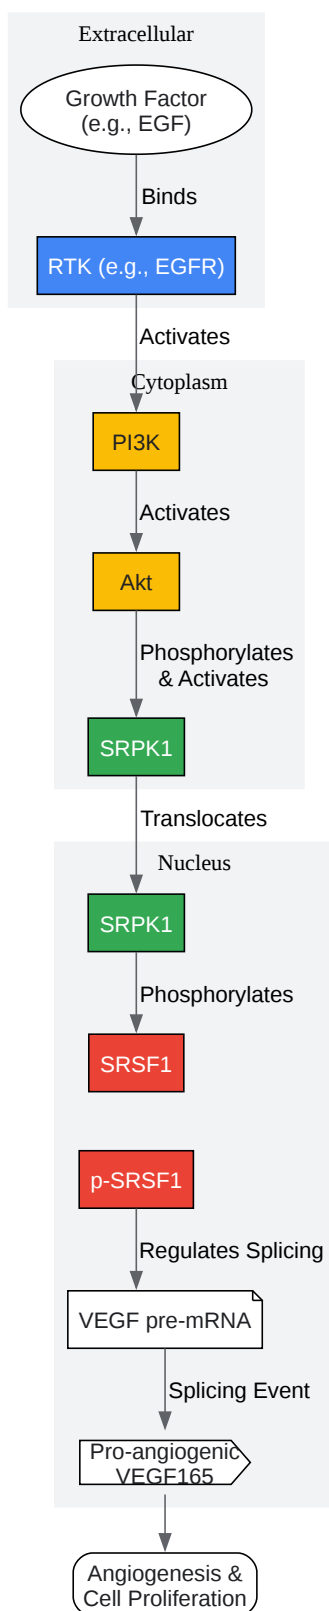 Extracellular
Growth Factor
(e.g., EGF)
Binds
RTK (e.g., EGFR)
Activates
Cytoplasm
PI3K
Activates
Akt
Phosphorylates
& Activates
SRPK1
Translocates
Nucleus
SRPK1
Phosphorylates
SRSF1
p-SRSF1
Regulates Splicing
VEGF pre-mRNA
Splicing Event
Pro-angiogenic
VEGF165
Angiogenesis &
Cell Proliferation